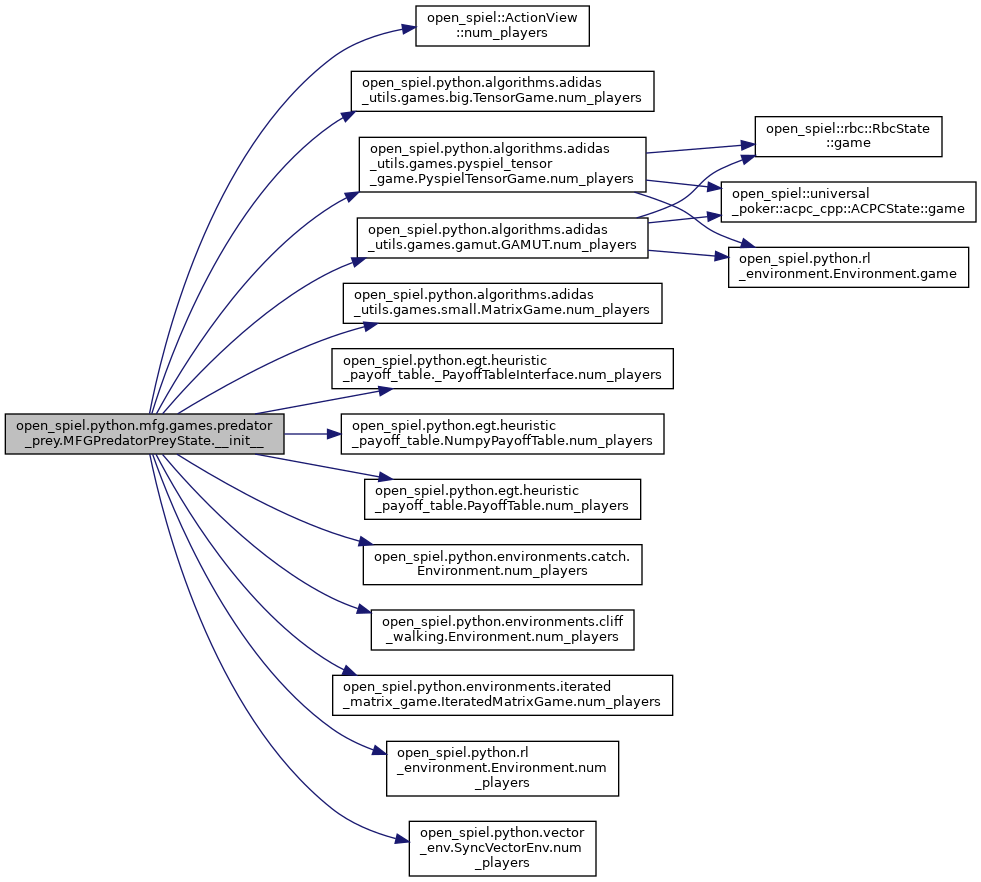 open_spiel::ActionView
::num_players
open_spiel.python.algorithms.adidas
_utils.games.big.TensorGame.num_players
open_spiel.python.algorithms.adidas
_utils.games.pyspiel_tensor
_game.PyspielTensorGame.num_players
open_spiel::rbc::RbcState
::game
open_spiel::universal
_poker::acpc_cpp::ACPCState::game
open_spiel.python.algorithms.adidas
_utils.games.gamut.GAMUT.num_players
open_spiel.python.rl
_environment.Environment.game
open_spiel.python.algorithms.adidas
_utils.games.small.MatrixGame.num_players
open_spiel.python.egt.heuristic
_payoff_table._PayoffTableInterface.num_players
open_spiel.python.mfg.games.predator
_prey.MFGPredatorPreyState.__init__
open_spiel.python.egt.heuristic
_payoff_table.NumpyPayoffTable.num_players
open_spiel.python.egt.heuristic
_payoff_table.PayoffTable.num_players
open_spiel.python.environments.catch.
Environment.num_players
open_spiel.python.environments.cliff
_walking.Environment.num_players
open_spiel.python.environments.iterated
_matrix_game.IteratedMatrixGame.num_players
open_spiel.python.rl
_environment.Environment.num
_players
open_spiel.python.vector
_env.SyncVectorEnv.num
_players